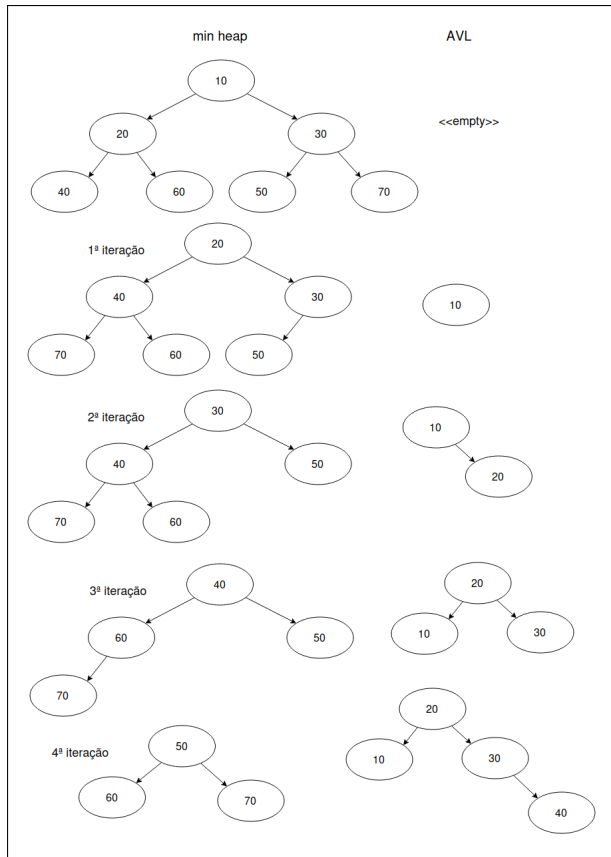 min heap AVL
10
20 30 <<empty>>
40 60 50 70
1ª iteração 20
40 30 10
70 60 50
2ª iteração 30 10
40 50 20
70 60
3ª iteração 40 20
60 50 10 30
70
20
4ª iteração 50 10 30
60 70 40